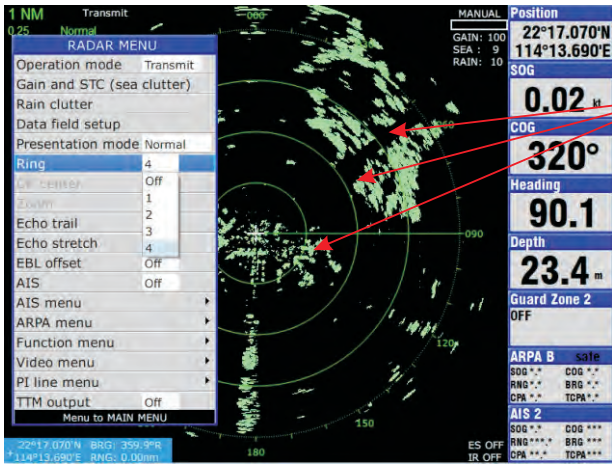 1 NM Transmit
0.25 Normal
RADAR MENU
Operation mode Transmit
Gain and STC (sea clutter)
Rain clutter
Data field setup
Presentation mode Normal
Ring 4
Off
Off center
1
Zoom
2
Echo trail
3
Echo stretch
4
EBL offset Off
AIS Off
AIS menu
ARPA menu
Function menu
Video menu
PI line menu
TTM output Off
Menu to MAIN MENU
22°17.070'N BRG: 359.9°R
+114°13.690'E RNG: 0.00nm
000
060
090
120
150
180
MANUAL
GAIN: 100
SEA : 9
RAIN: 10
ES OFF
IR OFF
Position
22°17.070'N
114°13.690'E
SOG
0.02 kt
COG
320°
Heading
90.1
Depth
23.4 m
Guard Zone 2
OFF
ARPA B safe
SOG *.* COG ***
RNG *.* BRG ***
CPA *.* TCPA*.*
AIS 2
SOG *.* COG ***
RNG ***.* BRG ***
CPA **.* TCPA***